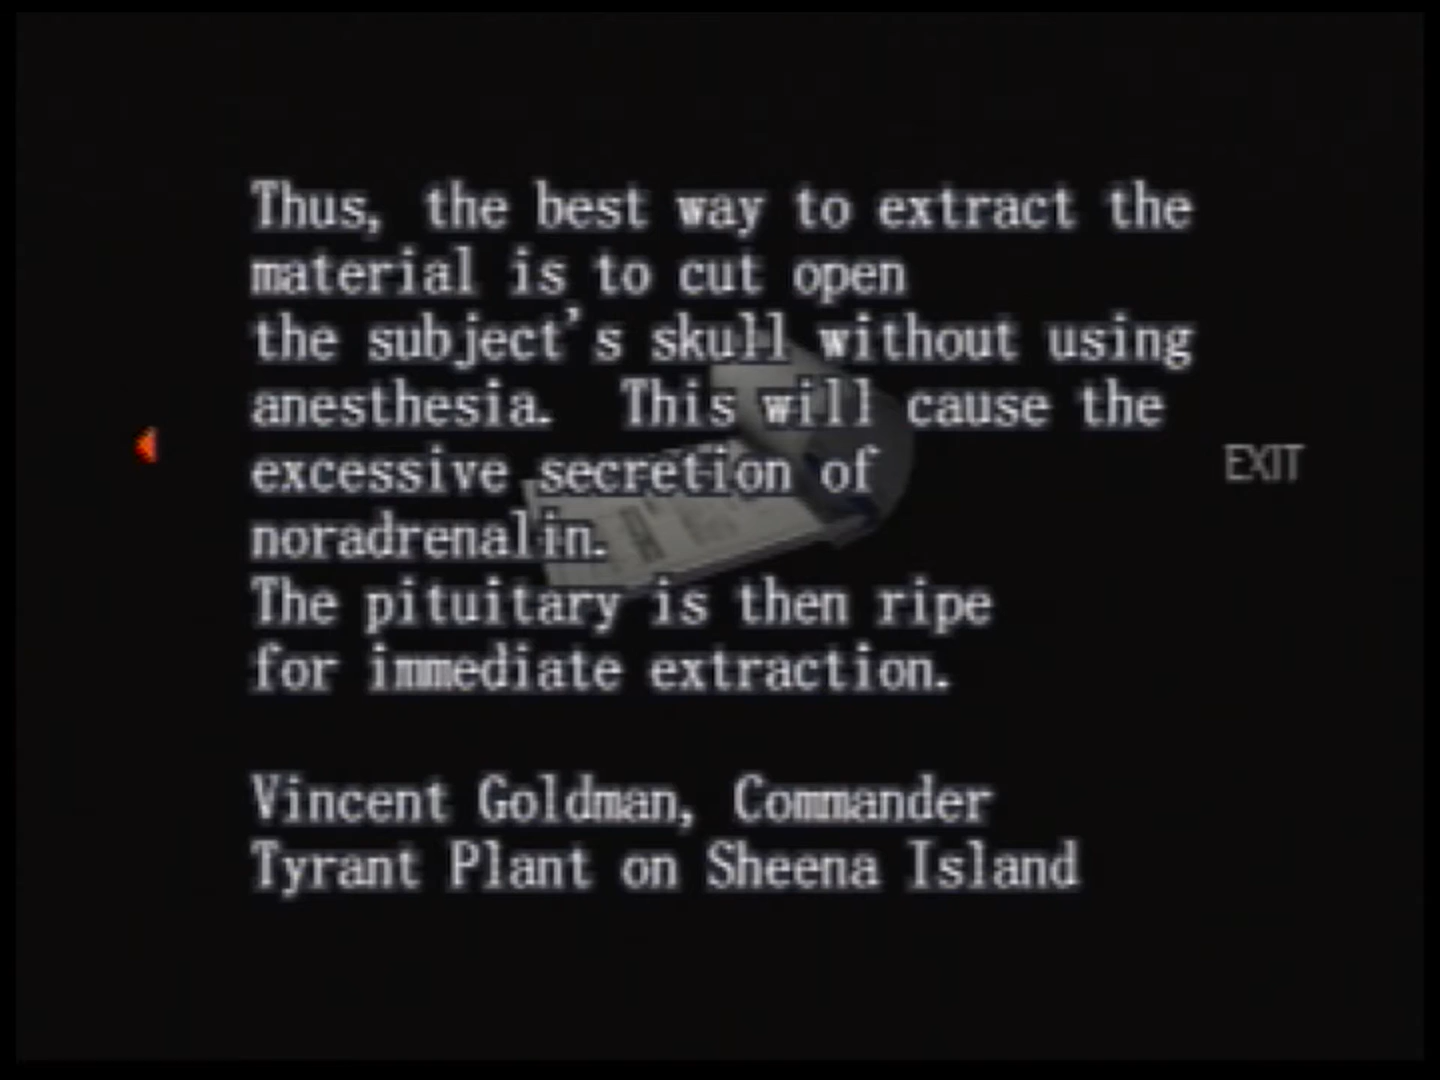 Thus, the best way to extract the
material is to cut open
the subject's skull without using
anesthesia.  This will cause the
excessive secretion of
noradrenalin.
The pituitary is then ripe
for immediate extraction.
EXIT
Vincent Goldman, Commander
Tyrant Plant on Sheena Island